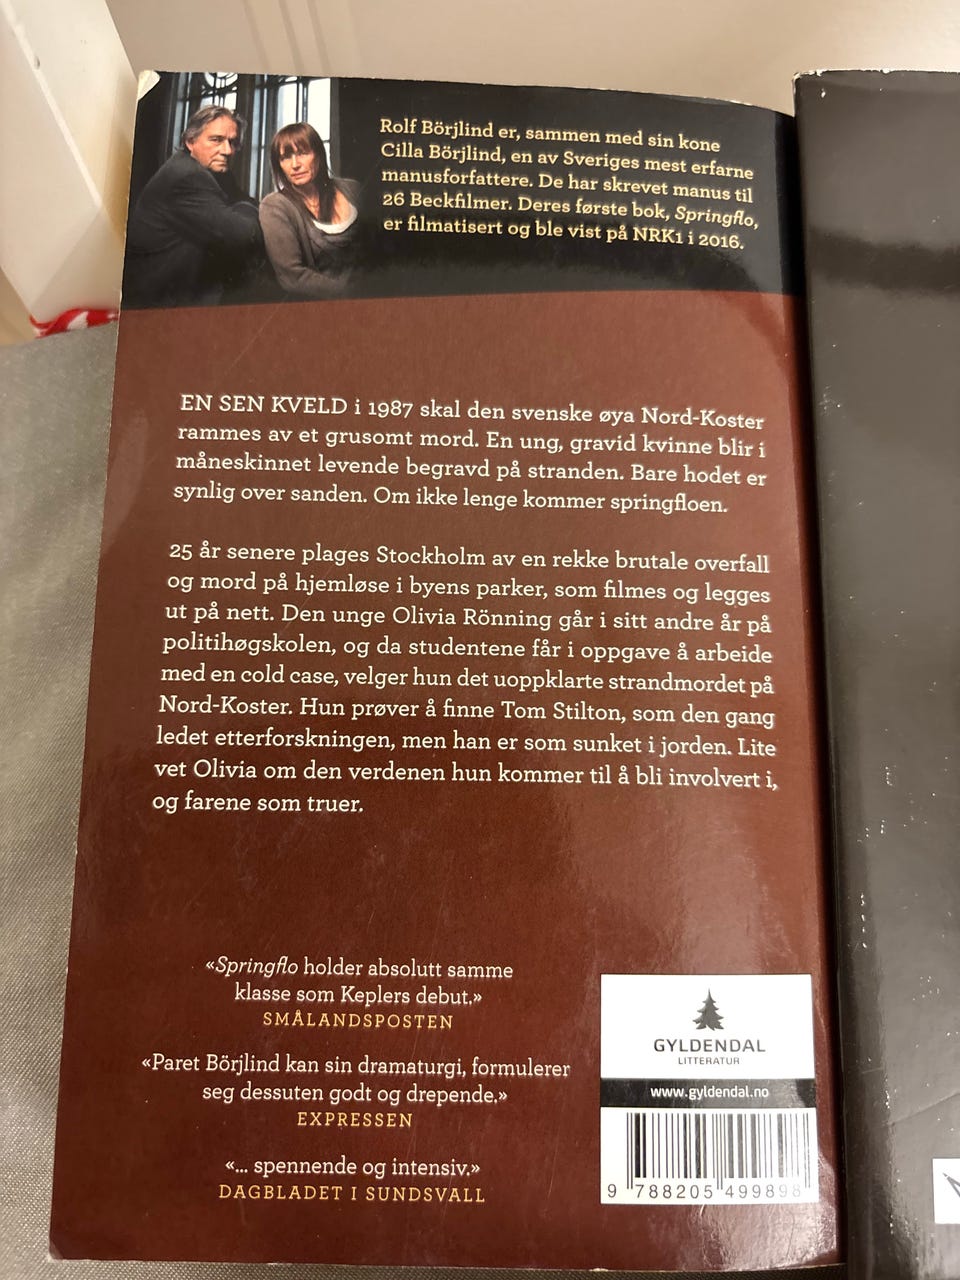 Rolf Börjlind er, sammen med sin kone
Cilla Börjlind, en av Sveriges mest erfarne
manusforfattere. De har skrevet manus til
26 Beckfilmer. Deres første bok, Springflo,
er filmatisert og ble vist på NRK1 i 2016.
EN SEN KVELD i 1987 skal den svenske øya Nord-Koster
rammes av et grusomt mord. En ung, gravid kvinne blir i
måneskinnet levende begravd på stranden. Bare hodet er
synlig over sanden. Om ikke lenge kommer springfloen.
25 år senere plages Stockholm av en rekke brutale overfall
og mord på hjemløse i byens parker, som filmes og legges
ut på nett. Den unge Olivia Rönning går i sitt andre år på
politihøgskolen, og da studentene får i oppgave å arbeide
med en cold case, velger hun det uoppklarte strandmordet på
Nord-Koster. Hun prøver å finne Tom Stilton, som den gang
ledet etterforskningen, men han er som sunket i jorden. Lite
vet Olivia om den verdenen hun kommer til å bli involvert i,
og farene som truer.
«Springflo holder absolutt samme
klasse som Keplers debut.»
SMÅLANDSPOSTEN
«Paret Börjlind kan sin dramaturgi, formulerer
seg dessuten godt og drepende.»
EXPRESSEN
«... spennende og intensiv.»
DAGBLADET I SUNDSVALL
GYLDENDAL
LITTERATUR
www.gyldendal.no
9 788205 499898